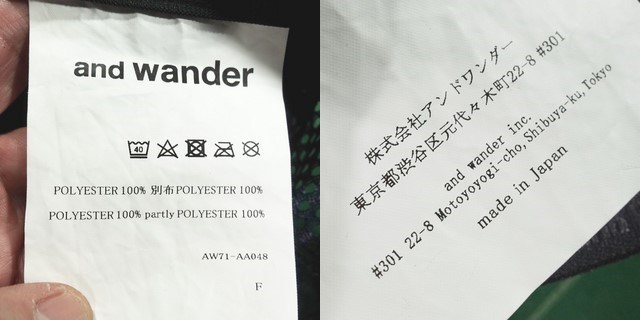 and wander
40
POLYESTER 100% 別布 POLYESTER 100%
POLYESTER 100% partly POLYESTER 100%
AW71-AA048
F
株式会社アンドワンダー
東京都渋谷区元代々木町22-8 #301
and wander inc.
#301 22-8 Motoyoyogi-cho, Shibuya-ku, Tokyo
made in Japan